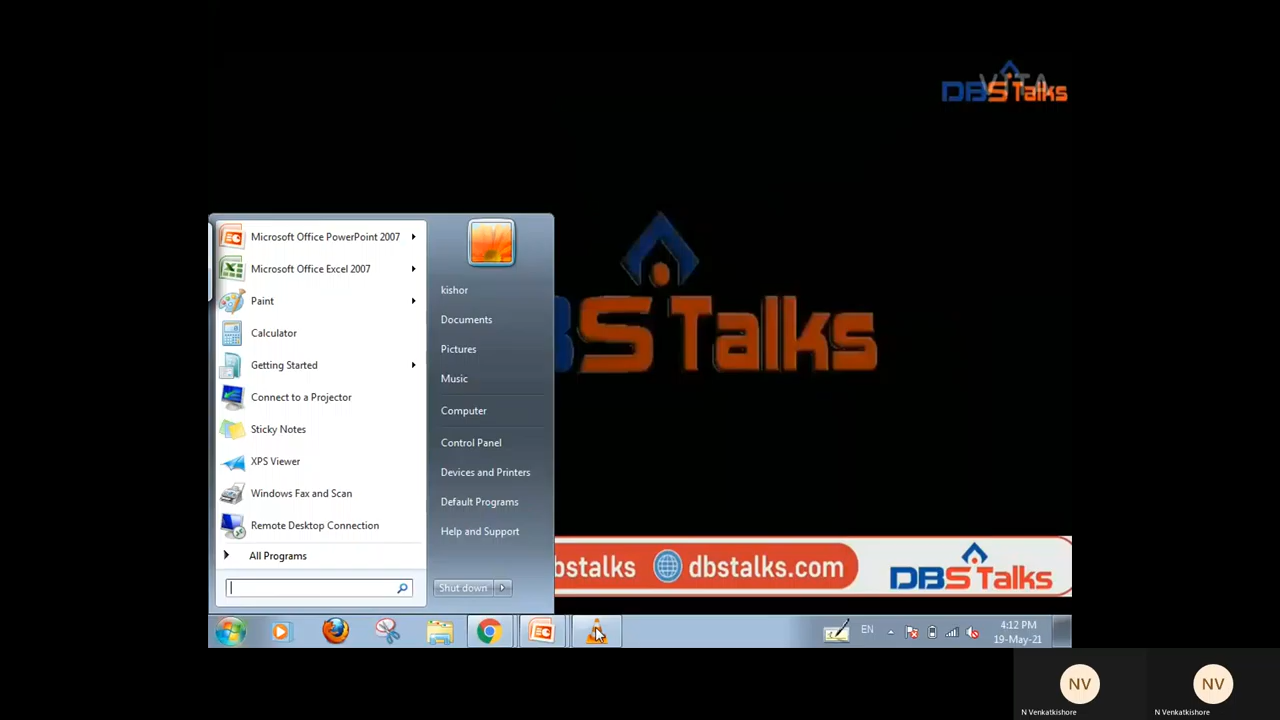 DBS Talks
VITA
Microsoft Office PowerPoint 2007
Microsoft Office Excel 2007
Paint
Calculator
Getting Started
Connect to a Projector
Sticky Notes
XPS Viewer
Windows Fax and Scan
Remote Desktop Connection
All Programs
kishor
Documents
Pictures
Music
Computer
Control Panel
Devices and Printers
Default Programs
Help and Support
Shut down
S Talks
bstalks
dbstalks.com
DBS Talks
EN
4:12 PM
19-May-21
NV
N Venkatkishore
NV
N Venkatkishore